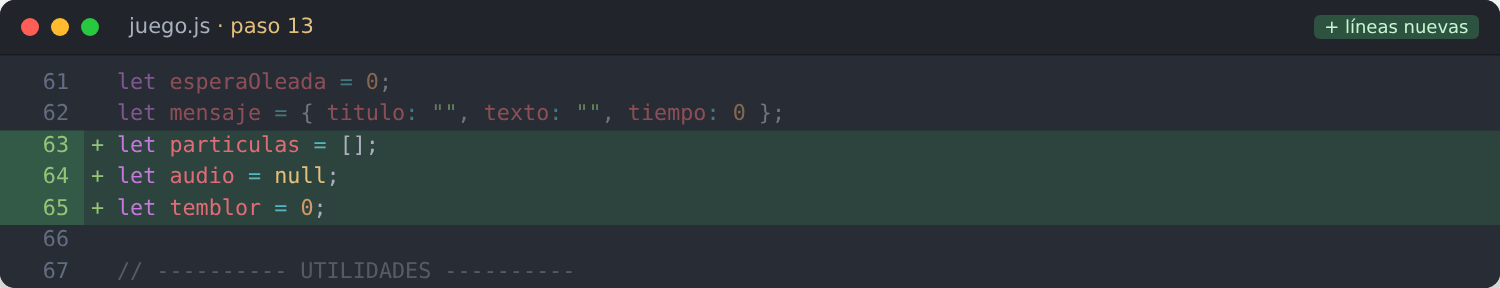 juego.js · paso 13
+ líneas nuevas
61 let esperaOleada = 0;
62 let mensaje = { titulo: "", texto: "", tiempo: 0 };
63 + let particulas = [];
64 + let audio = null;
65 + let temblor = 0;
66
67 // ---------- UTILIDADES ----------